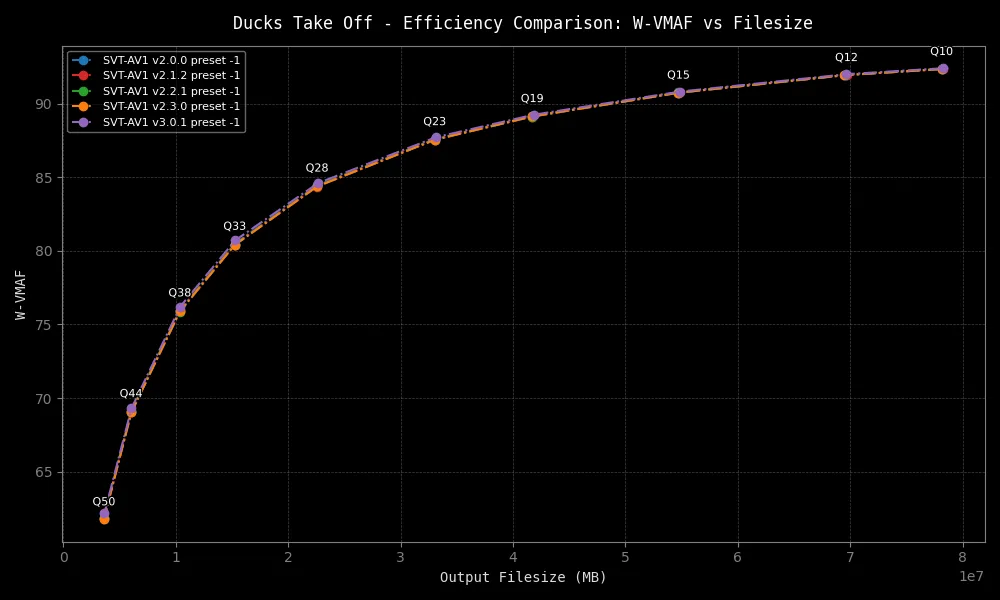 Ducks Take Off - Efficiency Comparison: W-VMAF vs Filesize
SVT-AV1 v2.0.0 preset -1
SVT-AV1 v2.1.2 preset -1
SVT-AV1 v2.2.1 preset -1
SVT-AV1 v2.3.0 preset -1
SVT-AV1 v3.0.1 preset -1
Q10
Q12
Q15
Q19
Q23
Q28
Q33
Q38
Q44
Q50
W-VMAF
90
85
80
75
70
65
0 1 2 3 4 5 6 7 8
1e7
Output Filesize (MB)